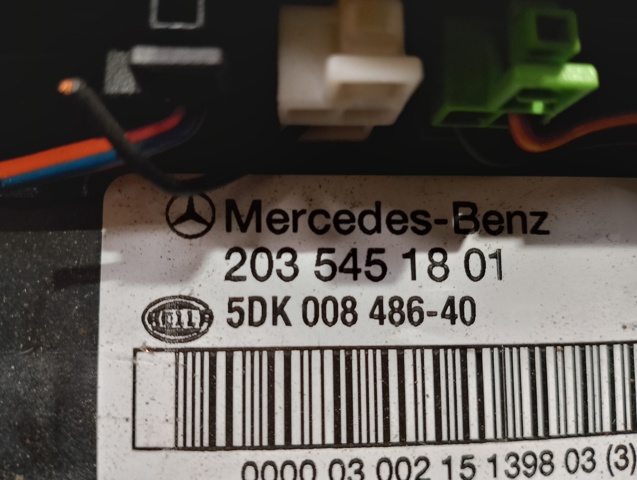 Mercedes-Benz
203 545 18 01
HELLA
5DK 008 486-40
0000 03 002 15 1398 03 (3)